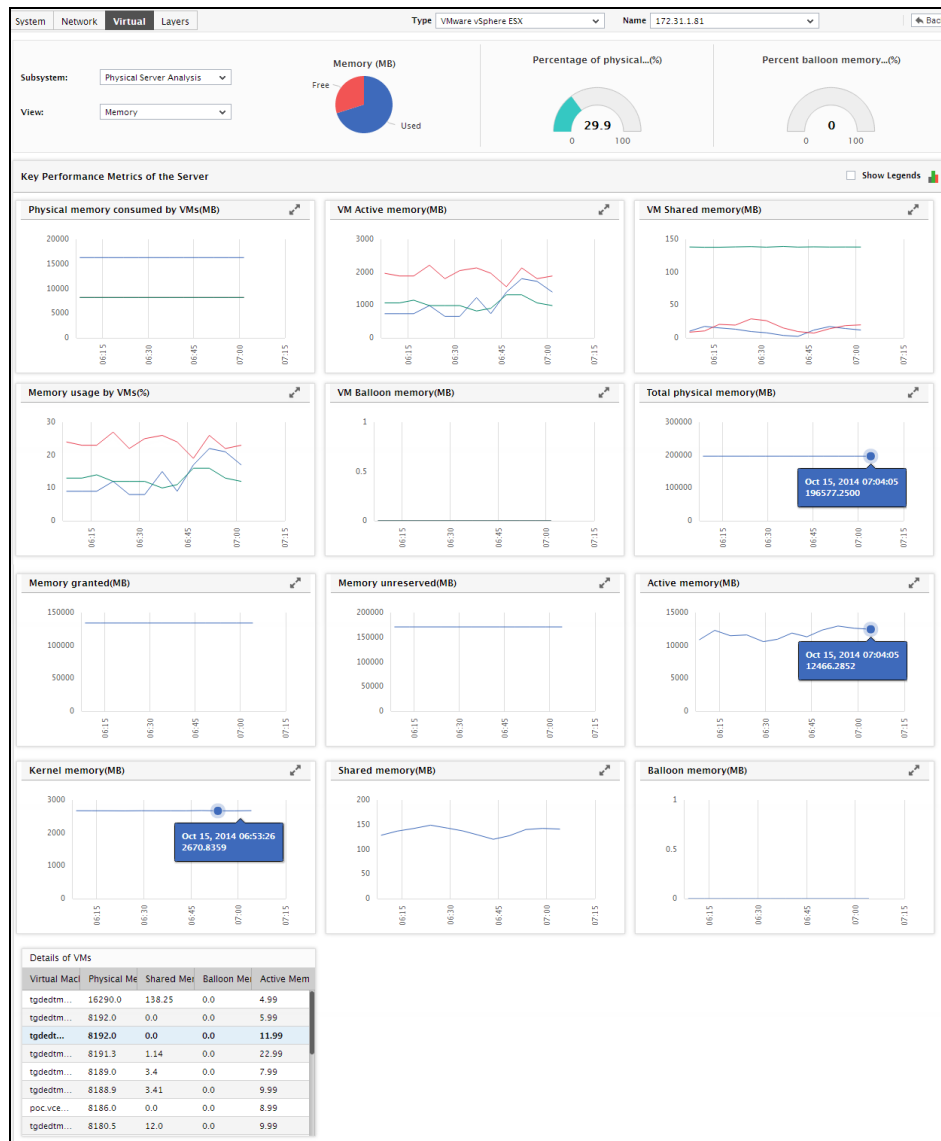 System Network Virtual Layers Type VMware vSphere ESX Name 172.31.1.81 Bac
Memory (MB) Percentage of physical...(%) Percent balloon memory...(%)
Subsystem: Physical Server Analysis
Free
View: Memory
Used
29.9
0 100
0
0 100
Key Performance Metrics of the Server Show Legends
Physical memory consumed by VMs(MB) VM Active memory(MB) VM Shared memory(MB)
20000
15000
10000
5000
0
06:15 06:30 06:45 07:00 07:15
3000
2000
1000
0
06:15 06:30 06:45 07:00 07:15
150
100
50
0
06:15 06:30 06:45 07:00 07:15
Memory usage by VMs(%) VM Balloon memory(MB) Total physical memory(MB)
30
20
10
0
06:15 06:30 06:45 07:00 07:15
1
0.5
0
06:15 06:30 06:45 07:00 07:15
300000
200000
100000
0
Oct 15, 2014 07:04:05
196577.2500
06:15 06:30 06:45 07:00 07:15
Memory granted(MB) Memory unreserved(MB) Active memory(MB)
150000
100000
50000
0
06:15 06:30 06:45 07:00 07:15
200000
150000
100000
50000
0
06:15 06:30 06:45 07:00 07:15
15000
10000
5000
0
Oct 15, 2014 07:04:05
12466.2852
06:15 06:30 06:45 07:00 07:15
Kernel memory(MB) Shared memory(MB) Balloon memory(MB)
3000
2000
1000
0
Oct 15, 2014 06:53:26
2670.8359
06:15 06:30 06:45 07:00 07:15
200
150
100
50
0
06:15 06:30 06:45 07:00 07:15
1
0.5
0
06:15 06:30 06:45 07:00 07:15
Details of VMs
Virtual Macl Physical Me Shared Mer Balloon Mer Active Mem
tgdedtm... 16290.0 138.25 0.0 4.99
tgdedtm... 8192.0 0.0 0.0 5.99
tgdedt... 8192.0 0.0 0.0 11.99
tgdedtm... 8191.3 1.14 0.0 22.99
tgdedtm... 8189.0 3.4 0.0 7.99
tgdedtm... 8188.9 3.41 0.0 9.99
poc.vce... 8186.0 0.0 0.0 8.99
tgdedtm... 8180.5 12.0 0.0 9.99